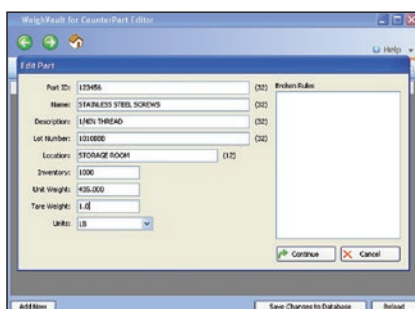 WeighVault for CounterPart Editor
Help
Edit Part
Part ID: 123456 (32) Broken Rules
Name: STAINLESS STEEL SCREWS (32)
Description: 1/4IN THREAD (32)
Lot Number: 1010888 (32)
Location: STORAGE ROOM (12)
Inventory: 1000
Unit Weight: 435.000
Tare Weight: 1.0
Units: LB
Continue Cancel
Add New Save Changes to Database Reload